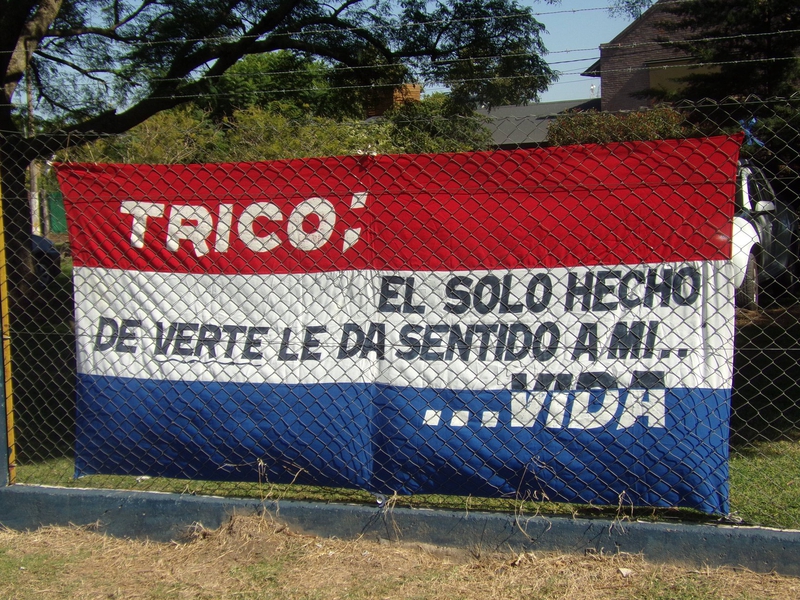 TRICO;
EL SOLO HECHO
DE VERTE LE DA SENTIDO A MI..
...VIDA